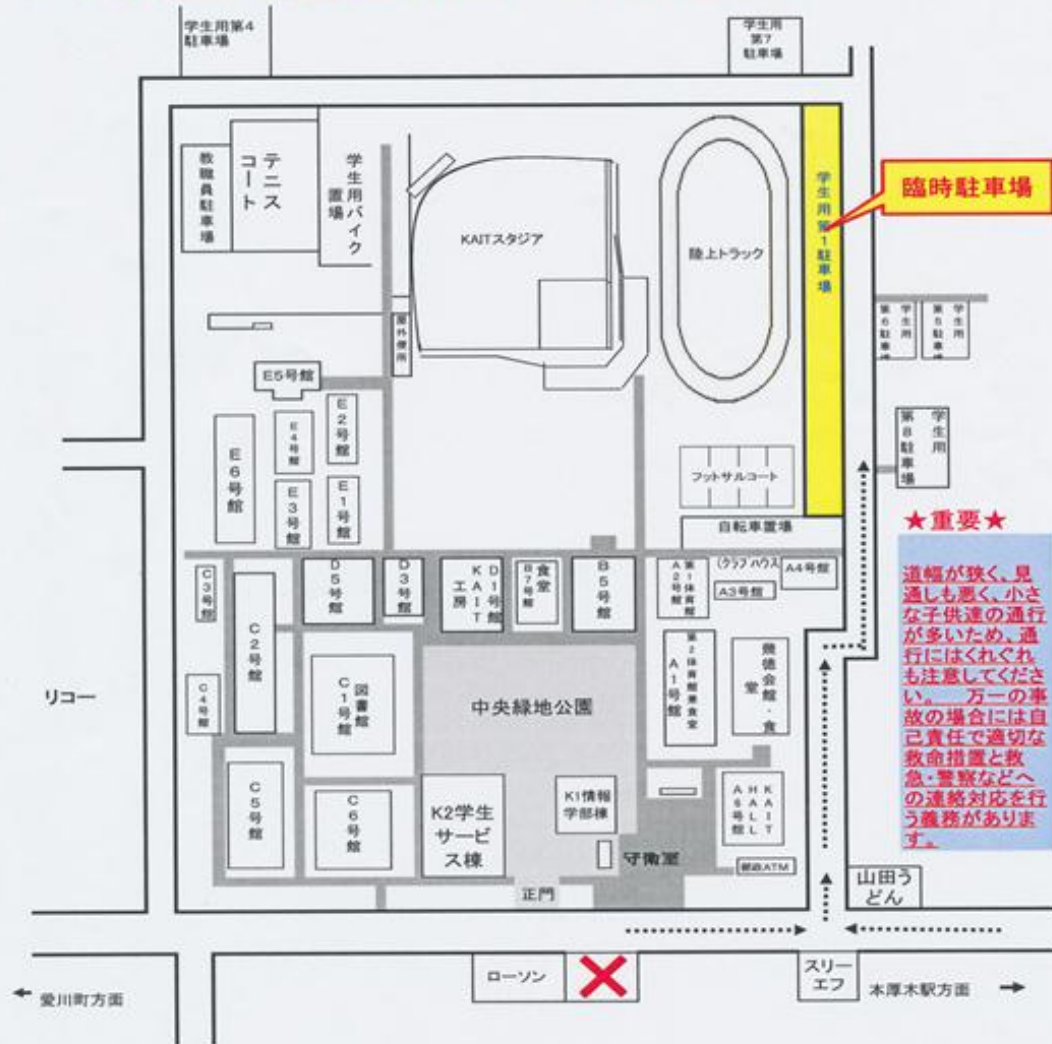 学生用第4
駐車場
学生用
第7
駐車場
教職員駐車場
テニス
コート
学生用バイク
置場
KAITスタジア
陸上トラック
学生用第1駐車場
臨時駐車場
屋外便所
学生用
第6駐車場
学生用
第5駐車場
E5号館
E6号館
E4号館
E2号館
E3号館
E1号館
学生用
第8駐車場
フットサルコート
自転車置場
★重要★
道幅が狭く、見
通しも悪く、小さ
な子供達の通行
が多いため、通
行にはくれぐれ
も注意してくださ
い。 万一の事
故の場合には自
己責任で適切な
救命措置と救
急・警察などへ
の連絡対応を行
う義務がありま
す。
C3号館
C2号館
D5号館
D3号館
D1号館
KAIT
工房
食堂
B7号館
B5号館
第1体育館
A2号館
(クラブハウス)
A3号館
A4号館
リコー
C4号館
図書館
C1号館
中央緑地公園
第2体育館兼食堂
A1号館
堂
C5号館
C6号館
K2学生
サービ
ス棟
K1情報
学部棟
KAIT
HALL
A6号館
守衛室
郵政ATM
正門
山田う
どん
ローソン
スリー
エフ
← 愛川町方面
本厚木駅方面 →